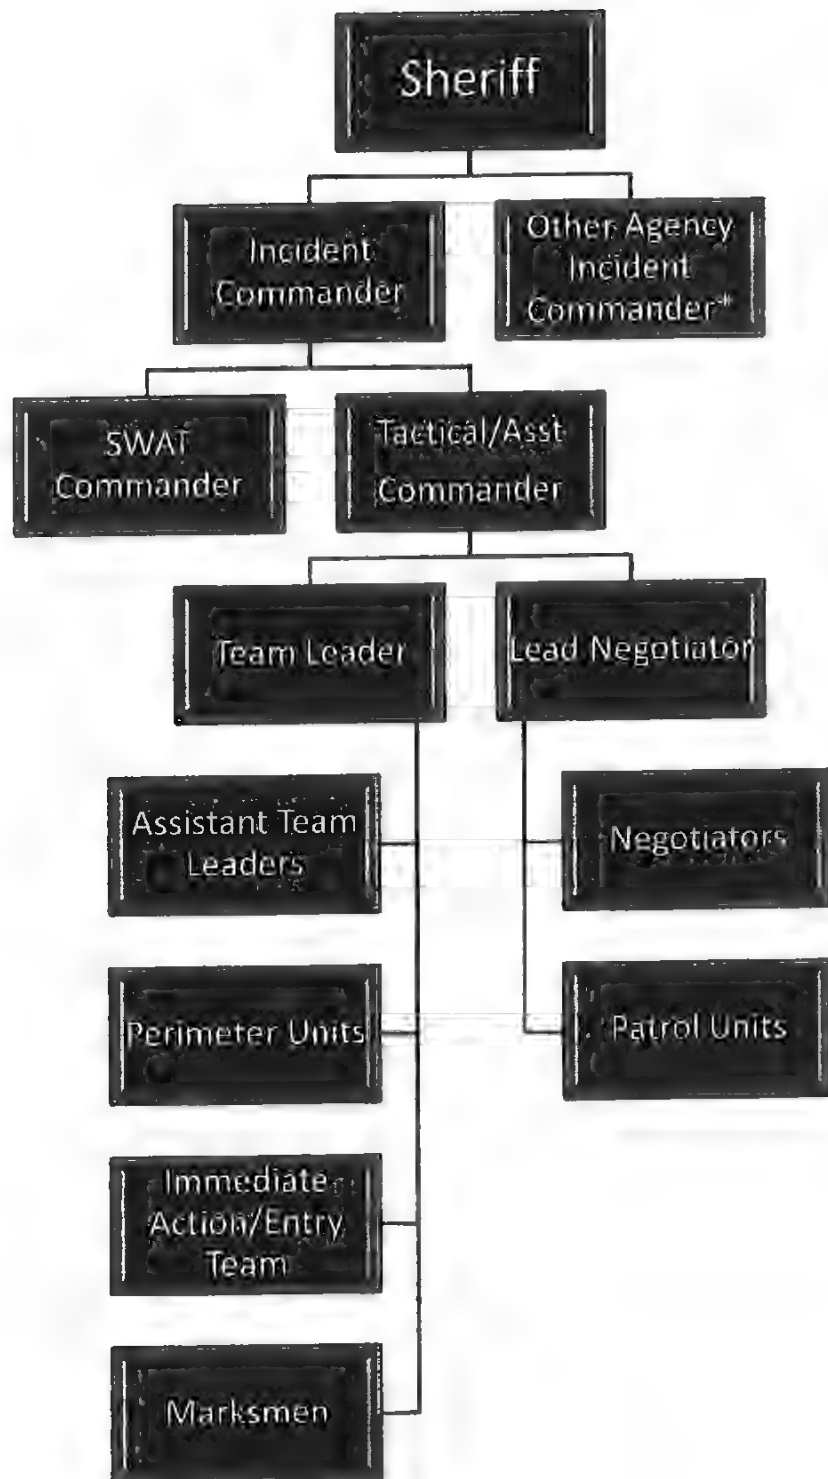 Sheriff
Incident
Commander
Other Agency
Incident
Commander*
SWAT
Commander
Tactical/Asst
Commander
Team Leader
Lead Negotiator
Assistant Team
Leaders
Negotiators
Perimeter Units
Patrol Units
Immediate
Action/Entry
Team
Marksmen